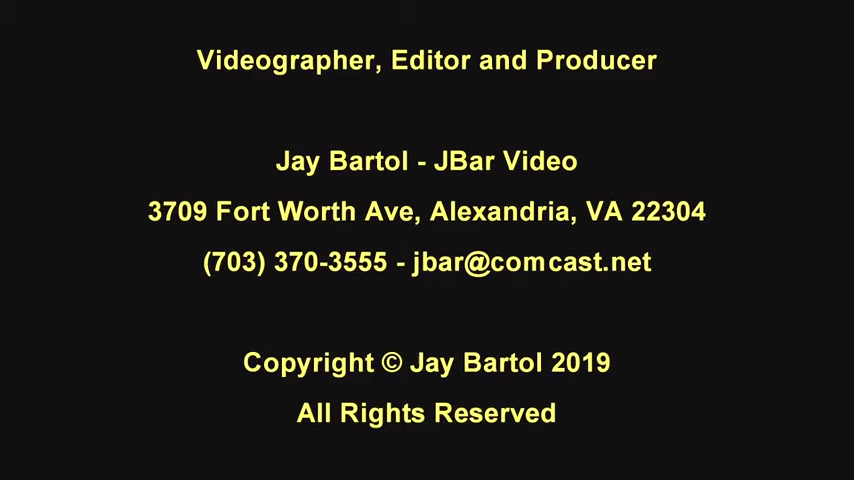 Videographer, Editor and Producer
Jay Bartol - JBar Video
3709 Fort Worth Ave, Alexandria, VA 22304
(703) 370-3555 - jbar@comcast.net
Copyright © Jay Bartol 2019
All Rights Reserved